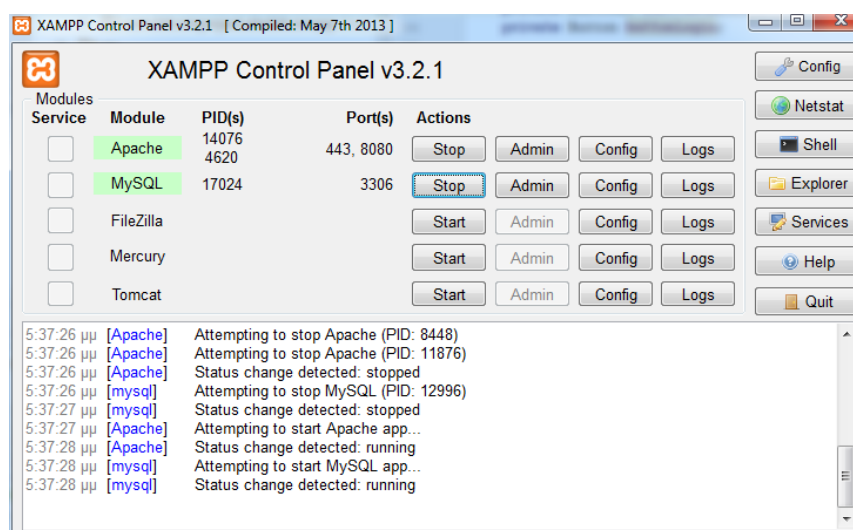 XAMPP Control Panel v3.2.1 [ Compiled: May 7th 2013 ]
XAMPP Control Panel v3.2.1
Config
Modules
Service Module PID(s) Port(s) Actions
Netstat
Apache 14076 4620 443, 8080 Stop Admin Config Logs
Shell
MySQL 17024 3306 Stop Admin Config Logs
Explorer
FileZilla Start Admin Config Logs
Services
Mercury Start Admin Config Logs
Help
Tomcat Start Admin Config Logs
Quit
5:37:26 μμ [Apache] Attempting to stop Apache (PID: 8448)
5:37:26 μμ [Apache] Attempting to stop Apache (PID: 11876)
5:37:26 μμ [Apache] Status change detected: stopped
5:37:26 μμ [mysql] Attempting to stop MySQL (PID: 12996)
5:37:27 μμ [mysql] Status change detected: stopped
5:37:27 μμ [Apache] Attempting to start Apache app...
5:37:28 μμ [Apache] Status change detected: running
5:37:28 μμ [mysql] Attempting to start MySQL app...
5:37:28 μμ [mysql] Status change detected: running